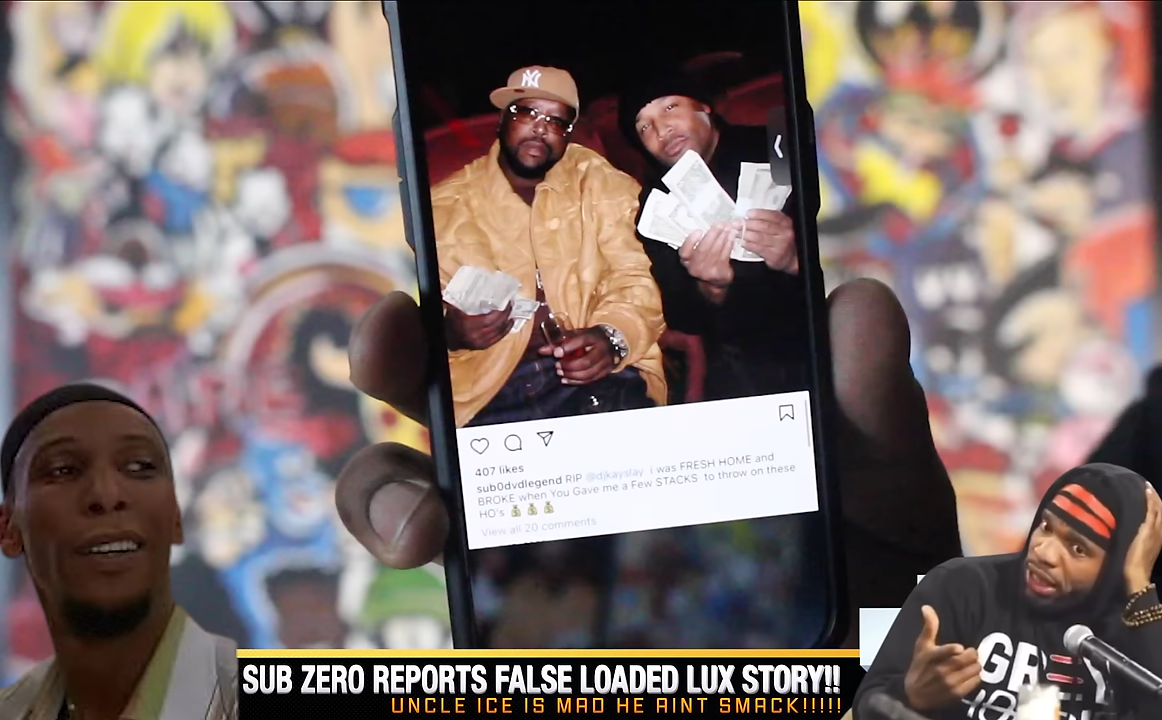 NY
407 likes
sub0dvdlegend RIP @djkayslay i was FRESH HOME and
BROKE when You Gave me a Few STACKS to throw on these
HO's 💰 💰 💰
View all 20 comments
SUB ZERO REPORTS FALSE LOADED LUX STORY!!
UNCLE ICE IS MAD HE AINT SMACK!!!!!